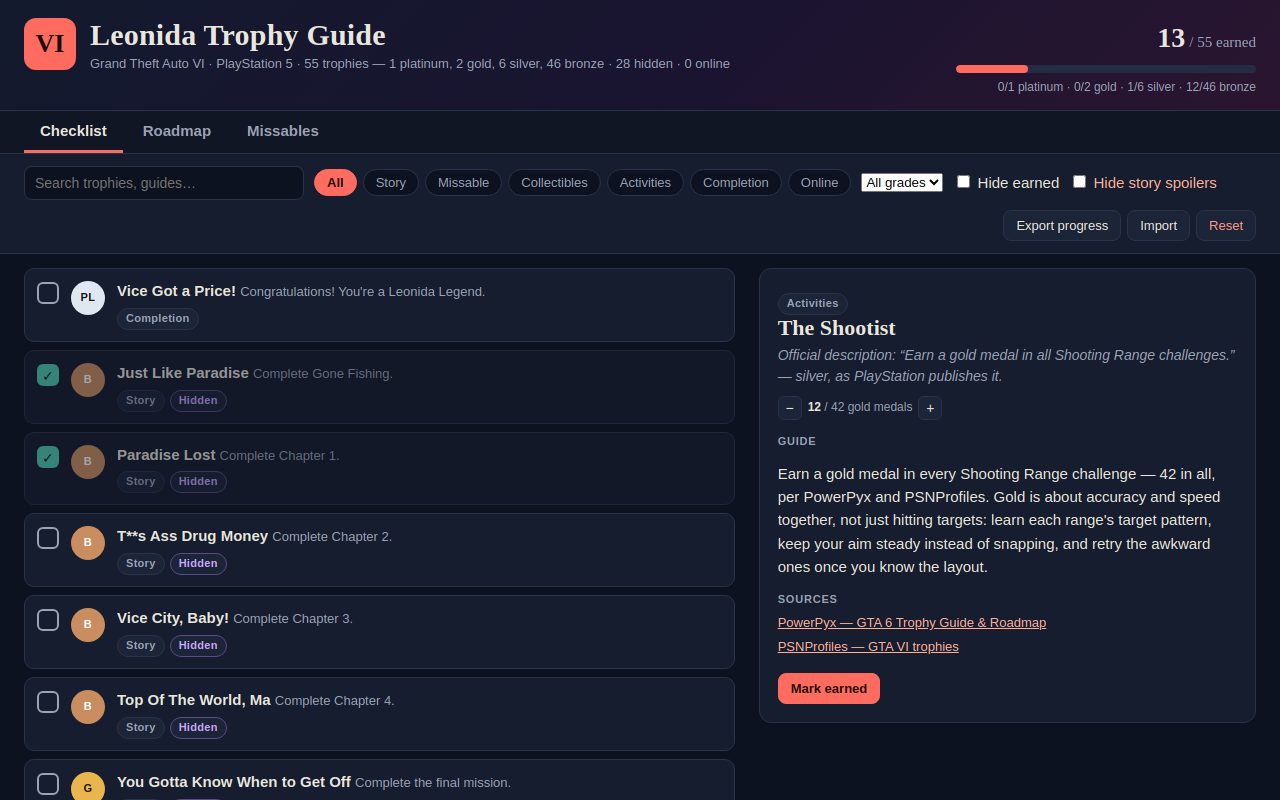 VI
Leonida Trophy Guide
Grand Theft Auto VI · PlayStation 5 · 55 trophies — 1 platinum, 2 gold, 6 silver, 46 bronze · 28 hidden · 0 online
13 / 55 earned
0/1 platinum · 0/2 gold · 1/6 silver · 12/46 bronze
Checklist Roadmap Missables
Search trophies, guides… All Story Missable Collectibles Activities Completion Online All grades Hide earned Hide story spoilers
Export progress Import Reset
PL Vice Got a Price! Congratulations! You're a Leonida Legend.
Completion
✓ B Just Like Paradise Complete Gone Fishing.
Story Hidden
✓ B Paradise Lost Complete Chapter 1.
Story Hidden
B T**s Ass Drug Money Complete Chapter 2.
Story Hidden
B Vice City, Baby! Complete Chapter 3.
Story Hidden
B Top Of The World, Ma Complete Chapter 4.
Story Hidden
G You Gotta Know When to Get Off Complete the final mission.
Activities
The Shootist
Official description: “Earn a gold medal in all Shooting Range challenges.”
— silver, as PlayStation publishes it.
− 12 / 42 gold medals +
GUIDE
Earn a gold medal in every Shooting Range challenge — 42 in all,
per PowerPyx and PSNProfiles. Gold is about accuracy and speed
together, not just hitting targets: learn each range's target pattern,
keep your aim steady instead of snapping, and retry the awkward
ones once you know the layout.
SOURCES
PowerPyx — GTA 6 Trophy Guide & Roadmap
PSNProfiles — GTA VI trophies
Mark earned